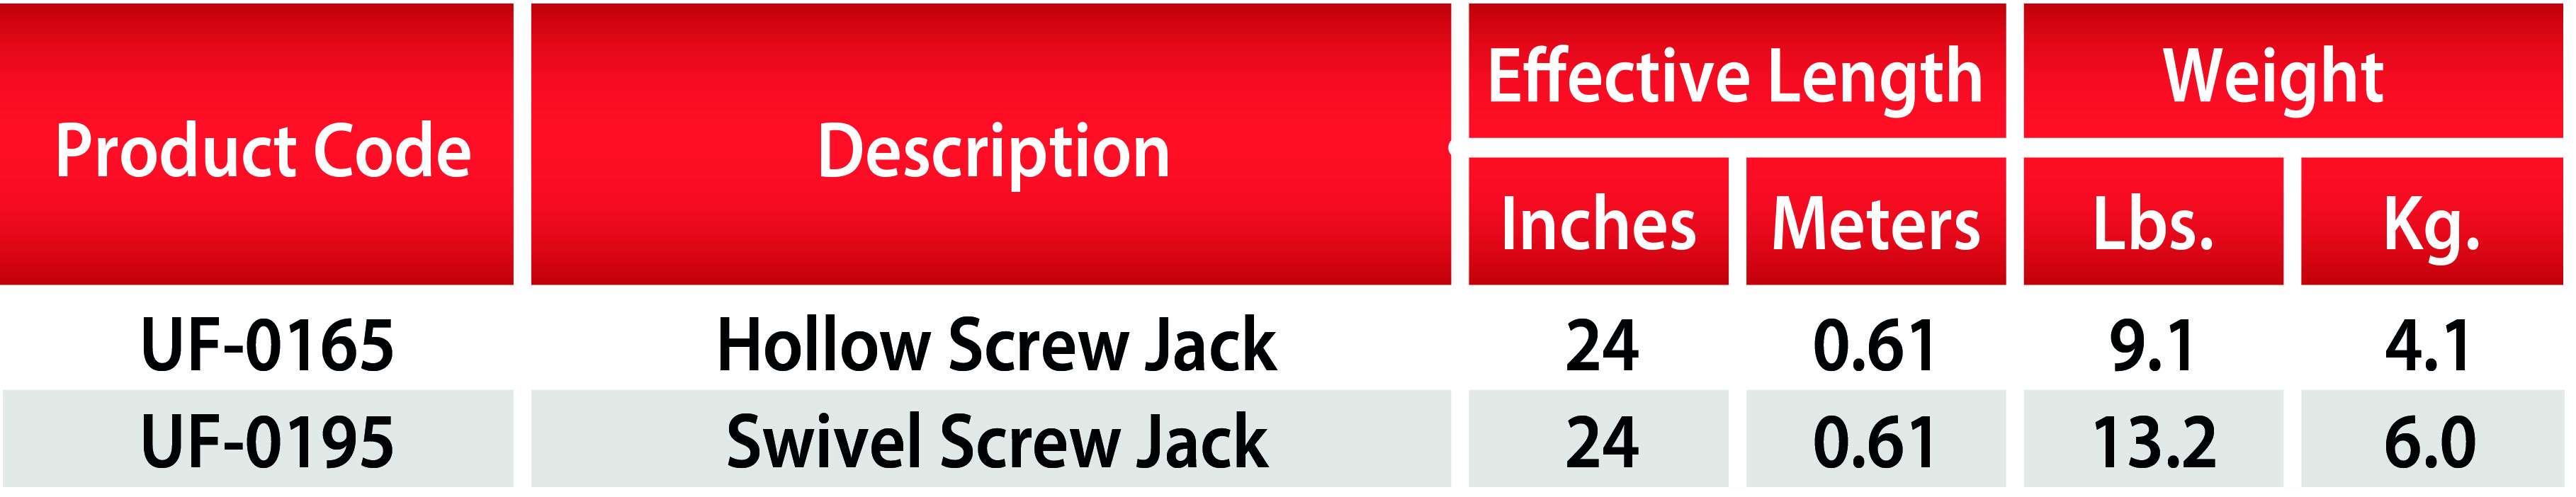 Product Code Description Effective Length Weight
Inches Meters Lbs. Kg.
UF-0165 Hollow Screw Jack 24 0.61 9.1 4.1
UF-0195 Swivel Screw Jack 24 0.61 13.2 6.0